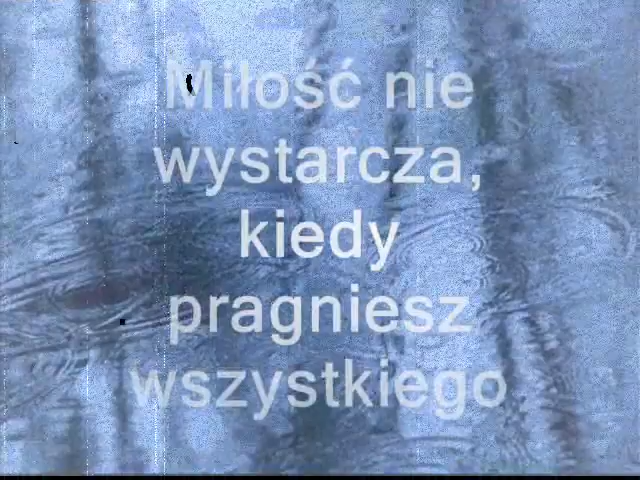 Miłość nie
wystarcza,
kiedy
pragniesz
wszystkiego